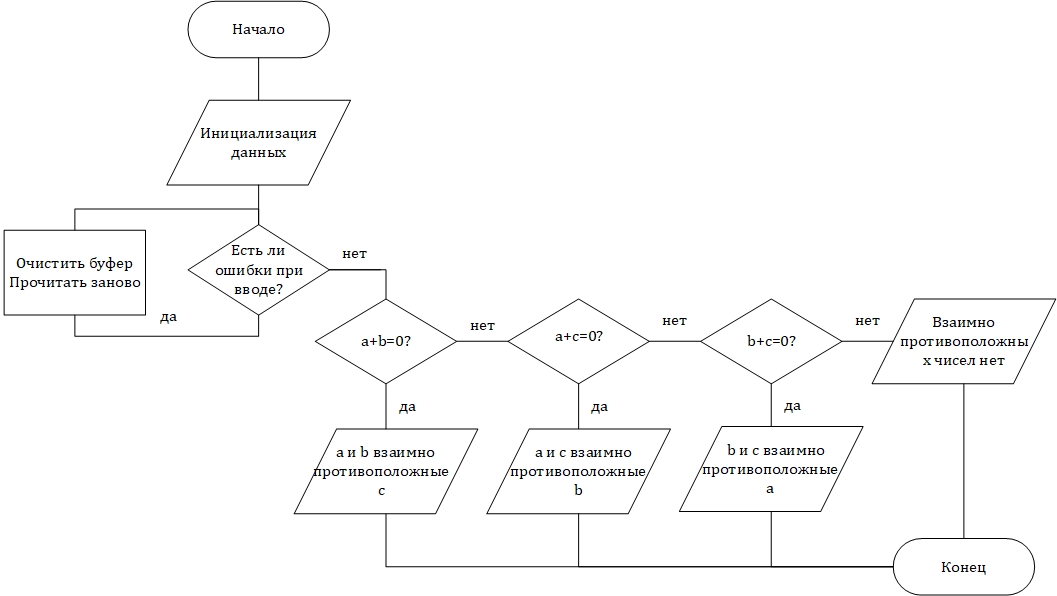 Начало
Инициализация
данных
Есть ли
ошибки при
вводе?
нет
Очистить буфер
Прочитать заново
да
a+b=0?
нет
a+c=0?
нет
b+c=0?
нет
Взаимно
противоположны
х чисел нет
да
да
да
a и b взаимно
противоположные
c
a и c взаимно
противоположные
b
b и c взаимно
противоположные
a
Конец